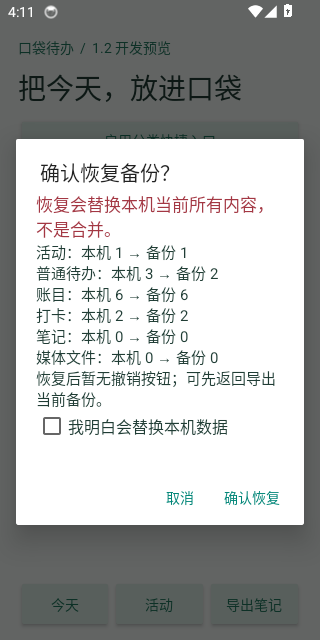 4:11
口袋待办 / 1.2 开发预览
把今天，放进口袋
确认恢复备份？
恢复会替换本机当前所有内容，
不是合并。
活动：本机 1 → 备份 1
普通待办：本机 3 → 备份 2
账目：本机 6 → 备份 6
打卡：本机 2 → 备份 2
笔记：本机 0 → 备份 0
媒体文件：本机 0 → 备份 0
恢复后暂无撤销按钮；可先返回导出
当前备份。
我明白会替换本机数据
取消 确认恢复
今天 活动 导出笔记